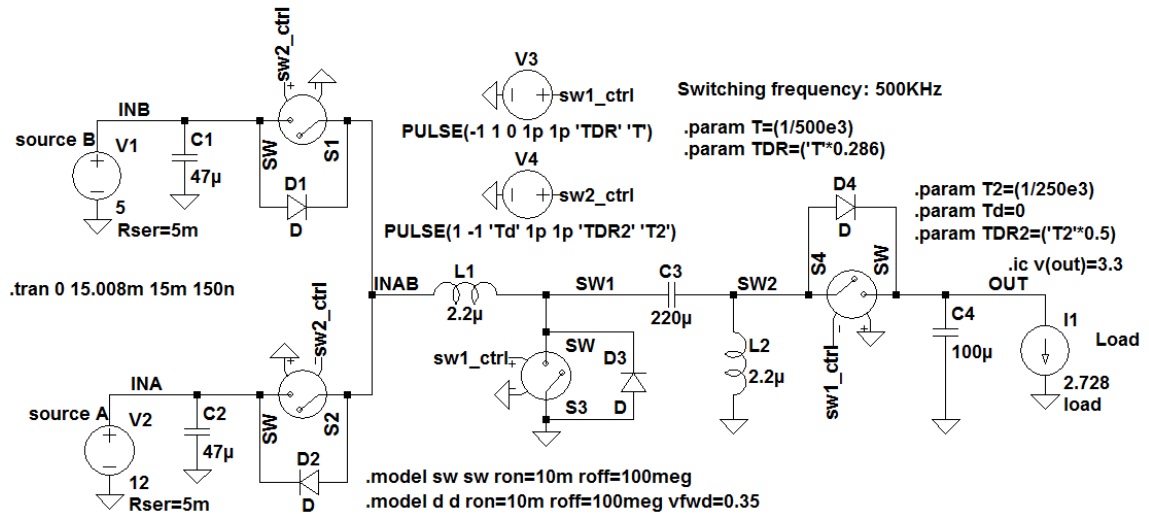 sw2_ctrl
V3
sw1_ctrl
Switching frequency: 500KHz
INB
PULSE(-1 1 0 1p 1p 'TDR' 'T')
.param T=(1/500e3)
.param TDR=('T'*0.286)
source B
V1
C1
SW
S1
V4
sw2_ctrl
47µ
D1
D
5
Rser=5m
PULSE(1 -1 'Td' 1p 1p 'TDR2' 'T2')
D4
D
.param T2=(1/250e3)
.param Td=0
.param TDR2=('T2'*0.5)
.ic v(out)=3.3
S4
SW
.tran 0 15.008m 15m 150n
INAB
L1
2.2µ
SW1
C3
220µ
SW2
OUT
sw2_ctrl
C4
100µ
I1
Load
sw1_ctrl
SW
D3
L2
2.2µ
sw1_ctrl
2.728
load
INA
S3
D
source A
V2
C2
SW
S2
47µ
D2
D
12
Rser=5m
.model sw sw ron=10m roff=100meg
.model d d ron=10m roff=100meg vfwd=0.35